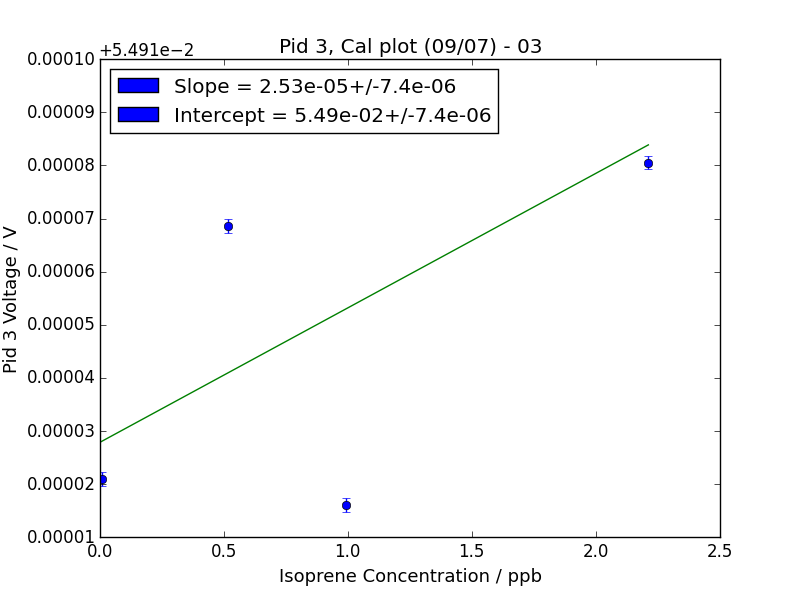 Pid 3, Cal plot (09/07) - 03
+5.491e−2
Slope = 2.53e-05+/-7.4e-06
Intercept = 5.49e-02+/-7.4e-06
0.00010
0.00009
0.00008
0.00007
0.00006
0.00005
0.00004
0.00003
0.00002
0.00001
Pid 3 Voltage / V
0.0 0.5 1.0 1.5 2.0 2.5
Isoprene Concentration / ppb